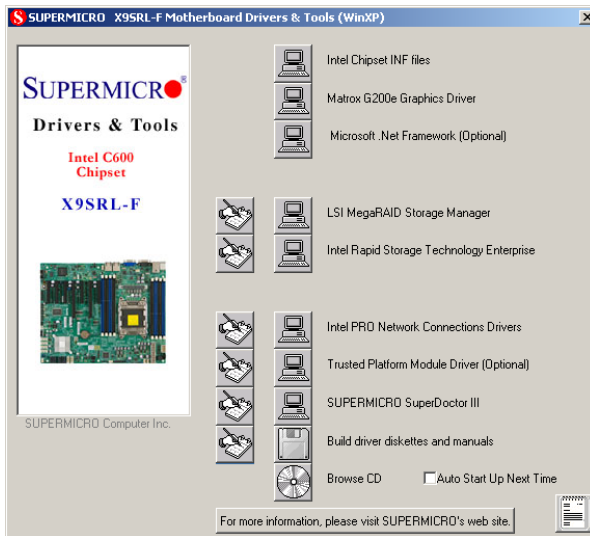 SUPERMICRO X9SRL-F Motherboard Drivers & Tools (WinXP)
SUPERMICRO®
Drivers & Tools
Intel C600
Chipset
X9SRL-F
SUPERMICRO Computer Inc.
Intel Chipset INF files
Matrox G200e Graphics Driver
Microsoft .Net Framework (Optional)
LSI MegaRAID Storage Manager
Intel Rapid Storage Technology Enterprise
Intel PRO Network Connections Drivers
Trusted Platform Module Driver (Optional)
SUPERMICRO SuperDoctor III
Build driver diskettes and manuals
Browse CD Auto Start Up Next Time
For more information, please visit SUPERMICRO's web site.